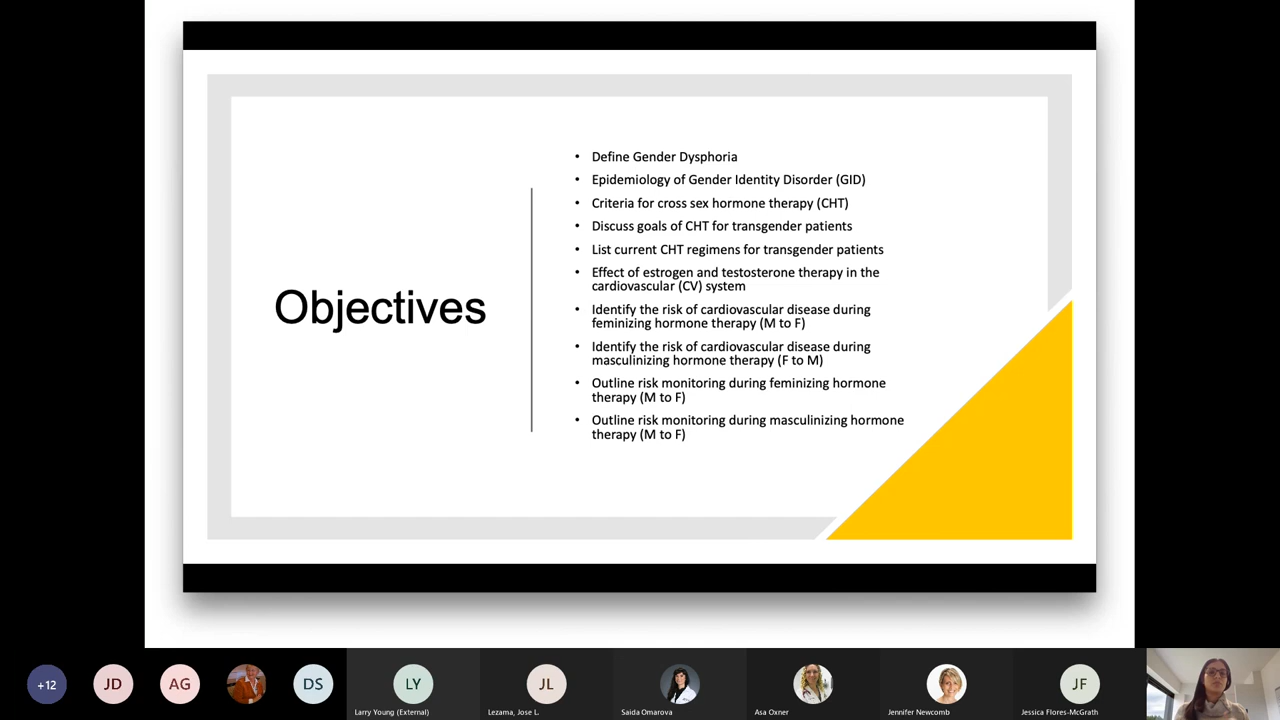 Objectives
• Define Gender Dysphoria
• Epidemiology of Gender Identity Disorder (GID)
• Criteria for cross sex hormone therapy (CHT)
• Discuss goals of CHT for transgender patients
• List current CHT regimens for transgender patients
• Effect of estrogen and testosterone therapy in the
cardiovascular (CV) system
• Identify the risk of cardiovascular disease during
feminizing hormone therapy (M to F)
• Identify the risk of cardiovascular disease during
masculinizing hormone therapy (F to M)
• Outline risk monitoring during feminizing hormone
therapy (M to F)
• Outline risk monitoring during masculinizing hormone
therapy (M to F)
+12
JD
AG
DS
LY
JL
JF
Larry Young (External)
Lezama, Jose L.
Saida Omarova
Asa Oxner
Jennifer Newcomb
Jessica Flores-McGrath